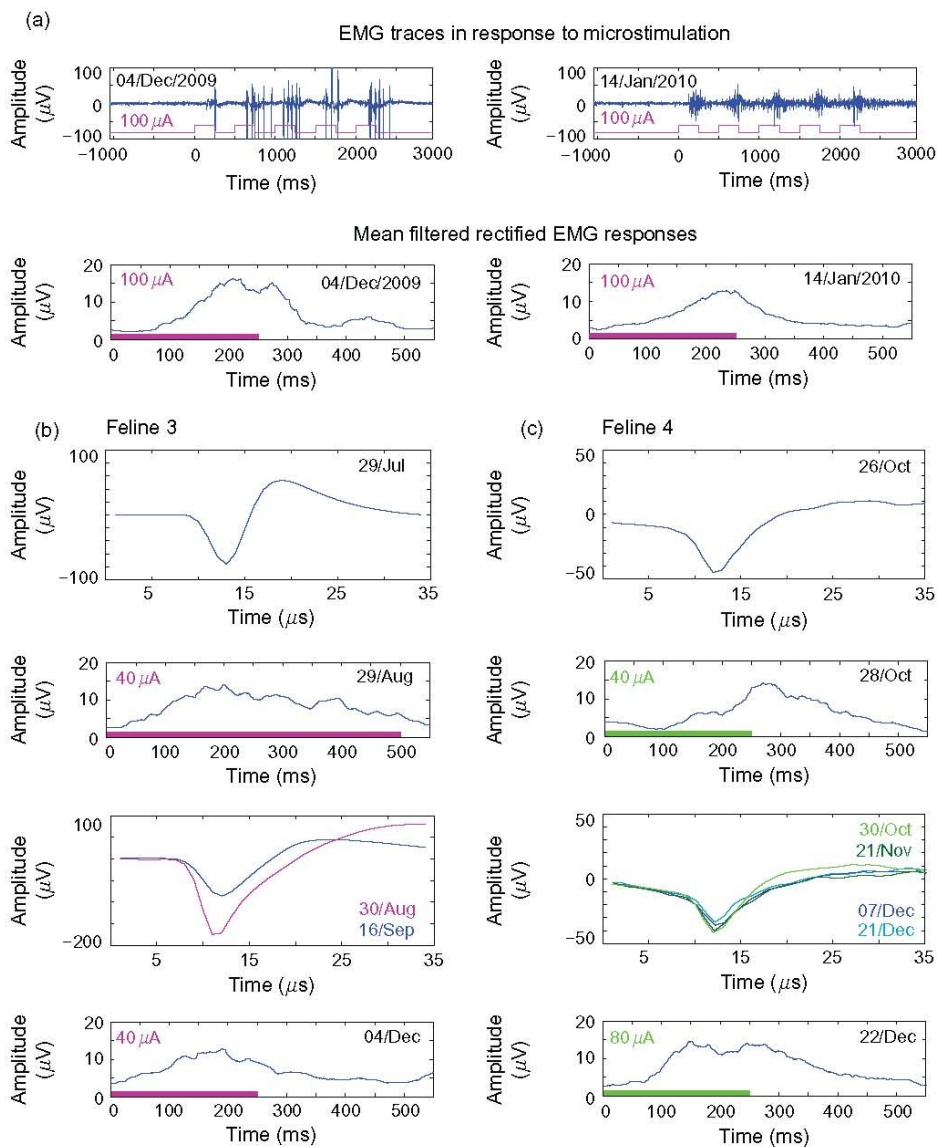 (a)
EMG traces in response to microstimulation
Amplitude
(μV)
100
0
−100
04/Dec/2009
100 μA
−1000 0 1000 2000 3000
Time (ms)
Amplitude
(μV)
100
0
−100
14/Jan/2010
100 μA
−1000 0 1000 2000 3000
Time (ms)
Mean filtered rectified EMG responses
Amplitude
(μV)
20
10
0
100 μA
04/Dec/2009
0 100 200 300 400 500
Time (ms)
Amplitude
(μV)
20
10
0
100 μA
14/Jan/2010
0 100 200 300 400 500
Time (ms)
(b) Feline 3
Amplitude
(μV)
100
−100
29/Jul
5 15 25 35
Time (μs)
Amplitude
(μV)
20
10
0
40 μA
29/Aug
0 100 200 300 400 500
Time (ms)
Amplitude
(μV)
100
−200
30/Aug
16/Sep
5 15 25 35
Time (μs)
Amplitude
(μV)
20
10
0
40 μA
04/Dec
0 100 200 300 400 500
Time (ms)
(c) Feline 4
Amplitude
(μV)
50
0
−50
26/Oct
5 15 25 35
Time (μs)
Amplitude
(μV)
20
10
0
40 μA
28/Oct
0 100 200 300 400 500
Time (ms)
Amplitude
(μV)
50
0
−50
30/Oct
21/Nov
07/Dec
21/Dec
5 15 25 35
Time (μs)
Amplitude
(μV)
20
10
0
80 μA
22/Dec
0 100 200 300 400 500
Time (ms)